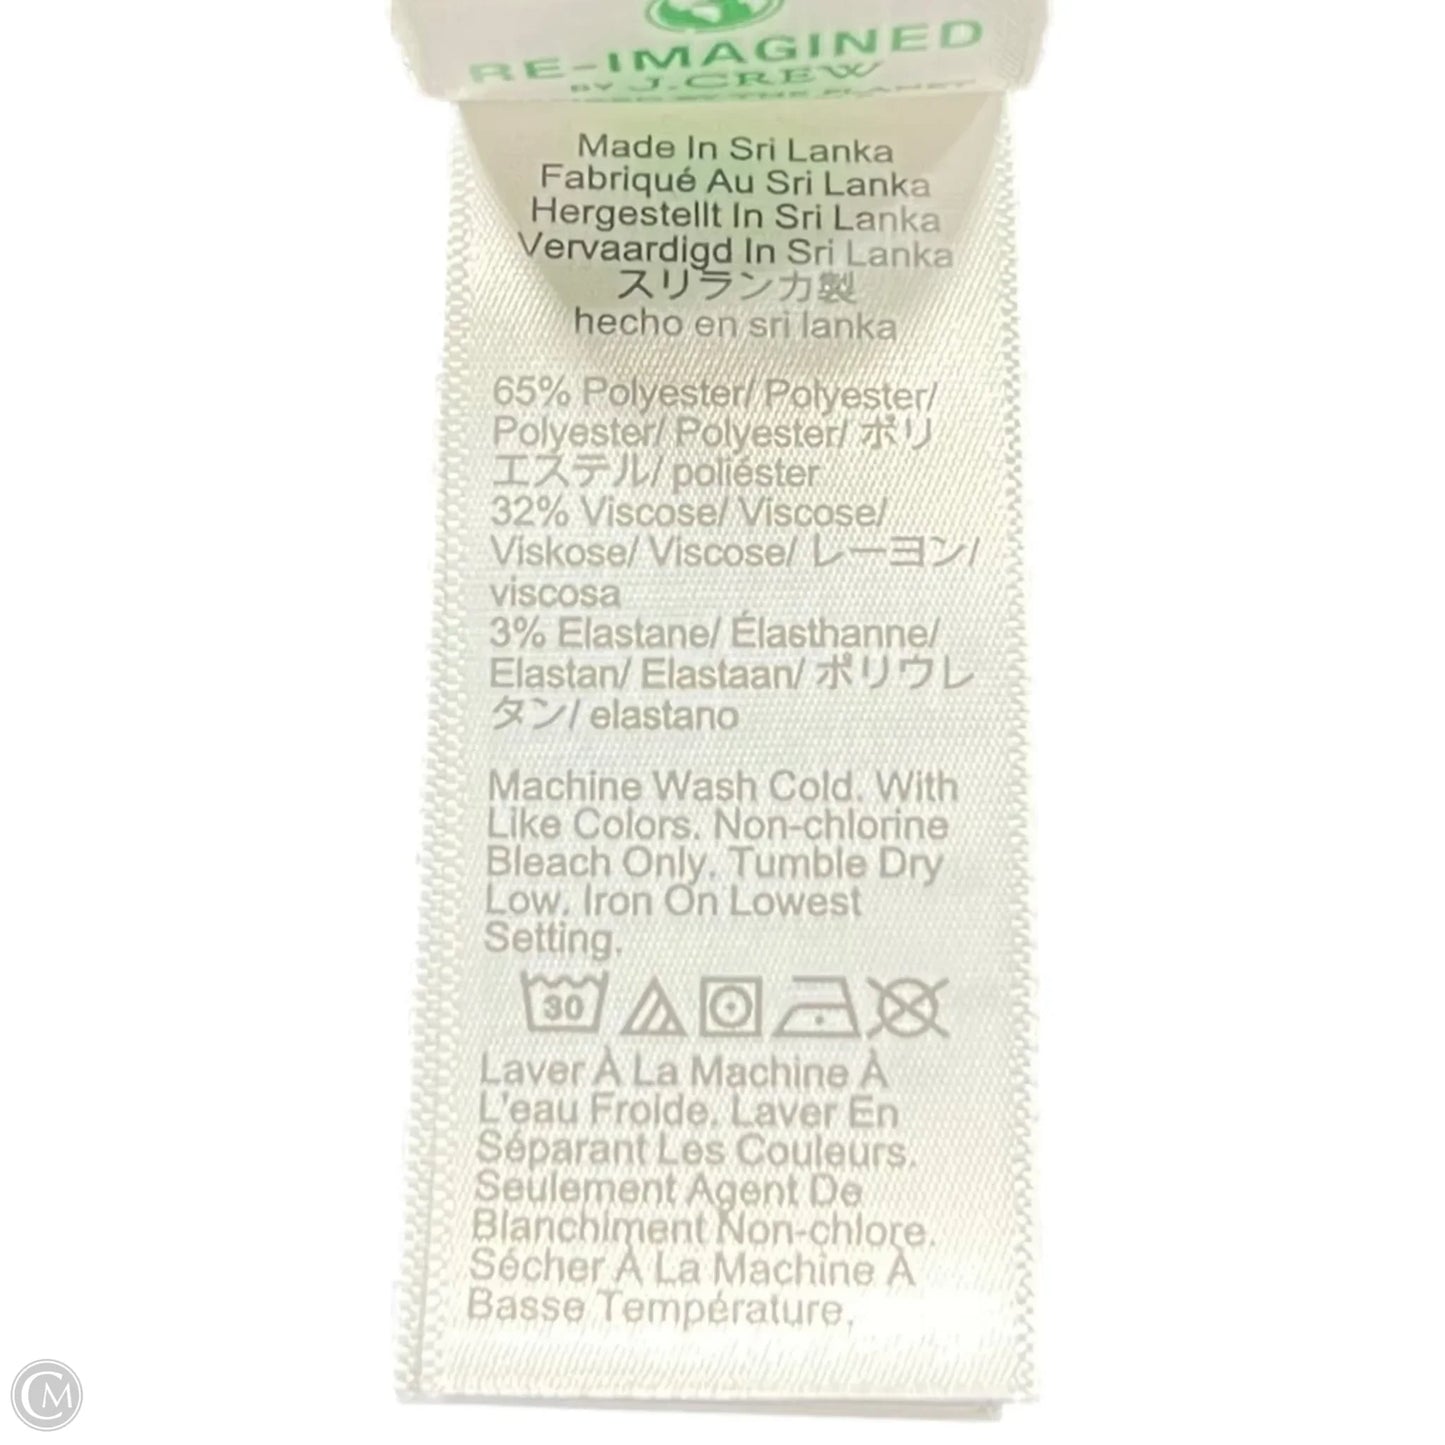 RE-IMAGINED
BY J.CREW
BY THE PLANET
Made In Sri Lanka
Fabriqué Au Sri Lanka
Hergestellt In Sri Lanka
Vervaardigd In Sri Lanka
スリランカ製
hecho en sri lanka
65% Polyester/ Polyester/
Polyester/ Polyester/ ポリ
エステル/ poliéster
32% Viscose/ Viscose/
Viskose/ Viscose/ レーヨン/
viscosa
3% Elastane/ Élasthanne/
Elastan/ Elastaan/ ポリウレ
タン/ elastano
Machine Wash Cold. With
Like Colors. Non-chlorine
Bleach Only. Tumble Dry
Low. Iron On Lowest
Setting.
30
Laver À La Machine À
L'eau Froide. Laver En
Séparant Les Couleurs.
Seulement Agent De
Blanchiment Non-chlore.
Sécher À La Machine À
Basse Température.
CM